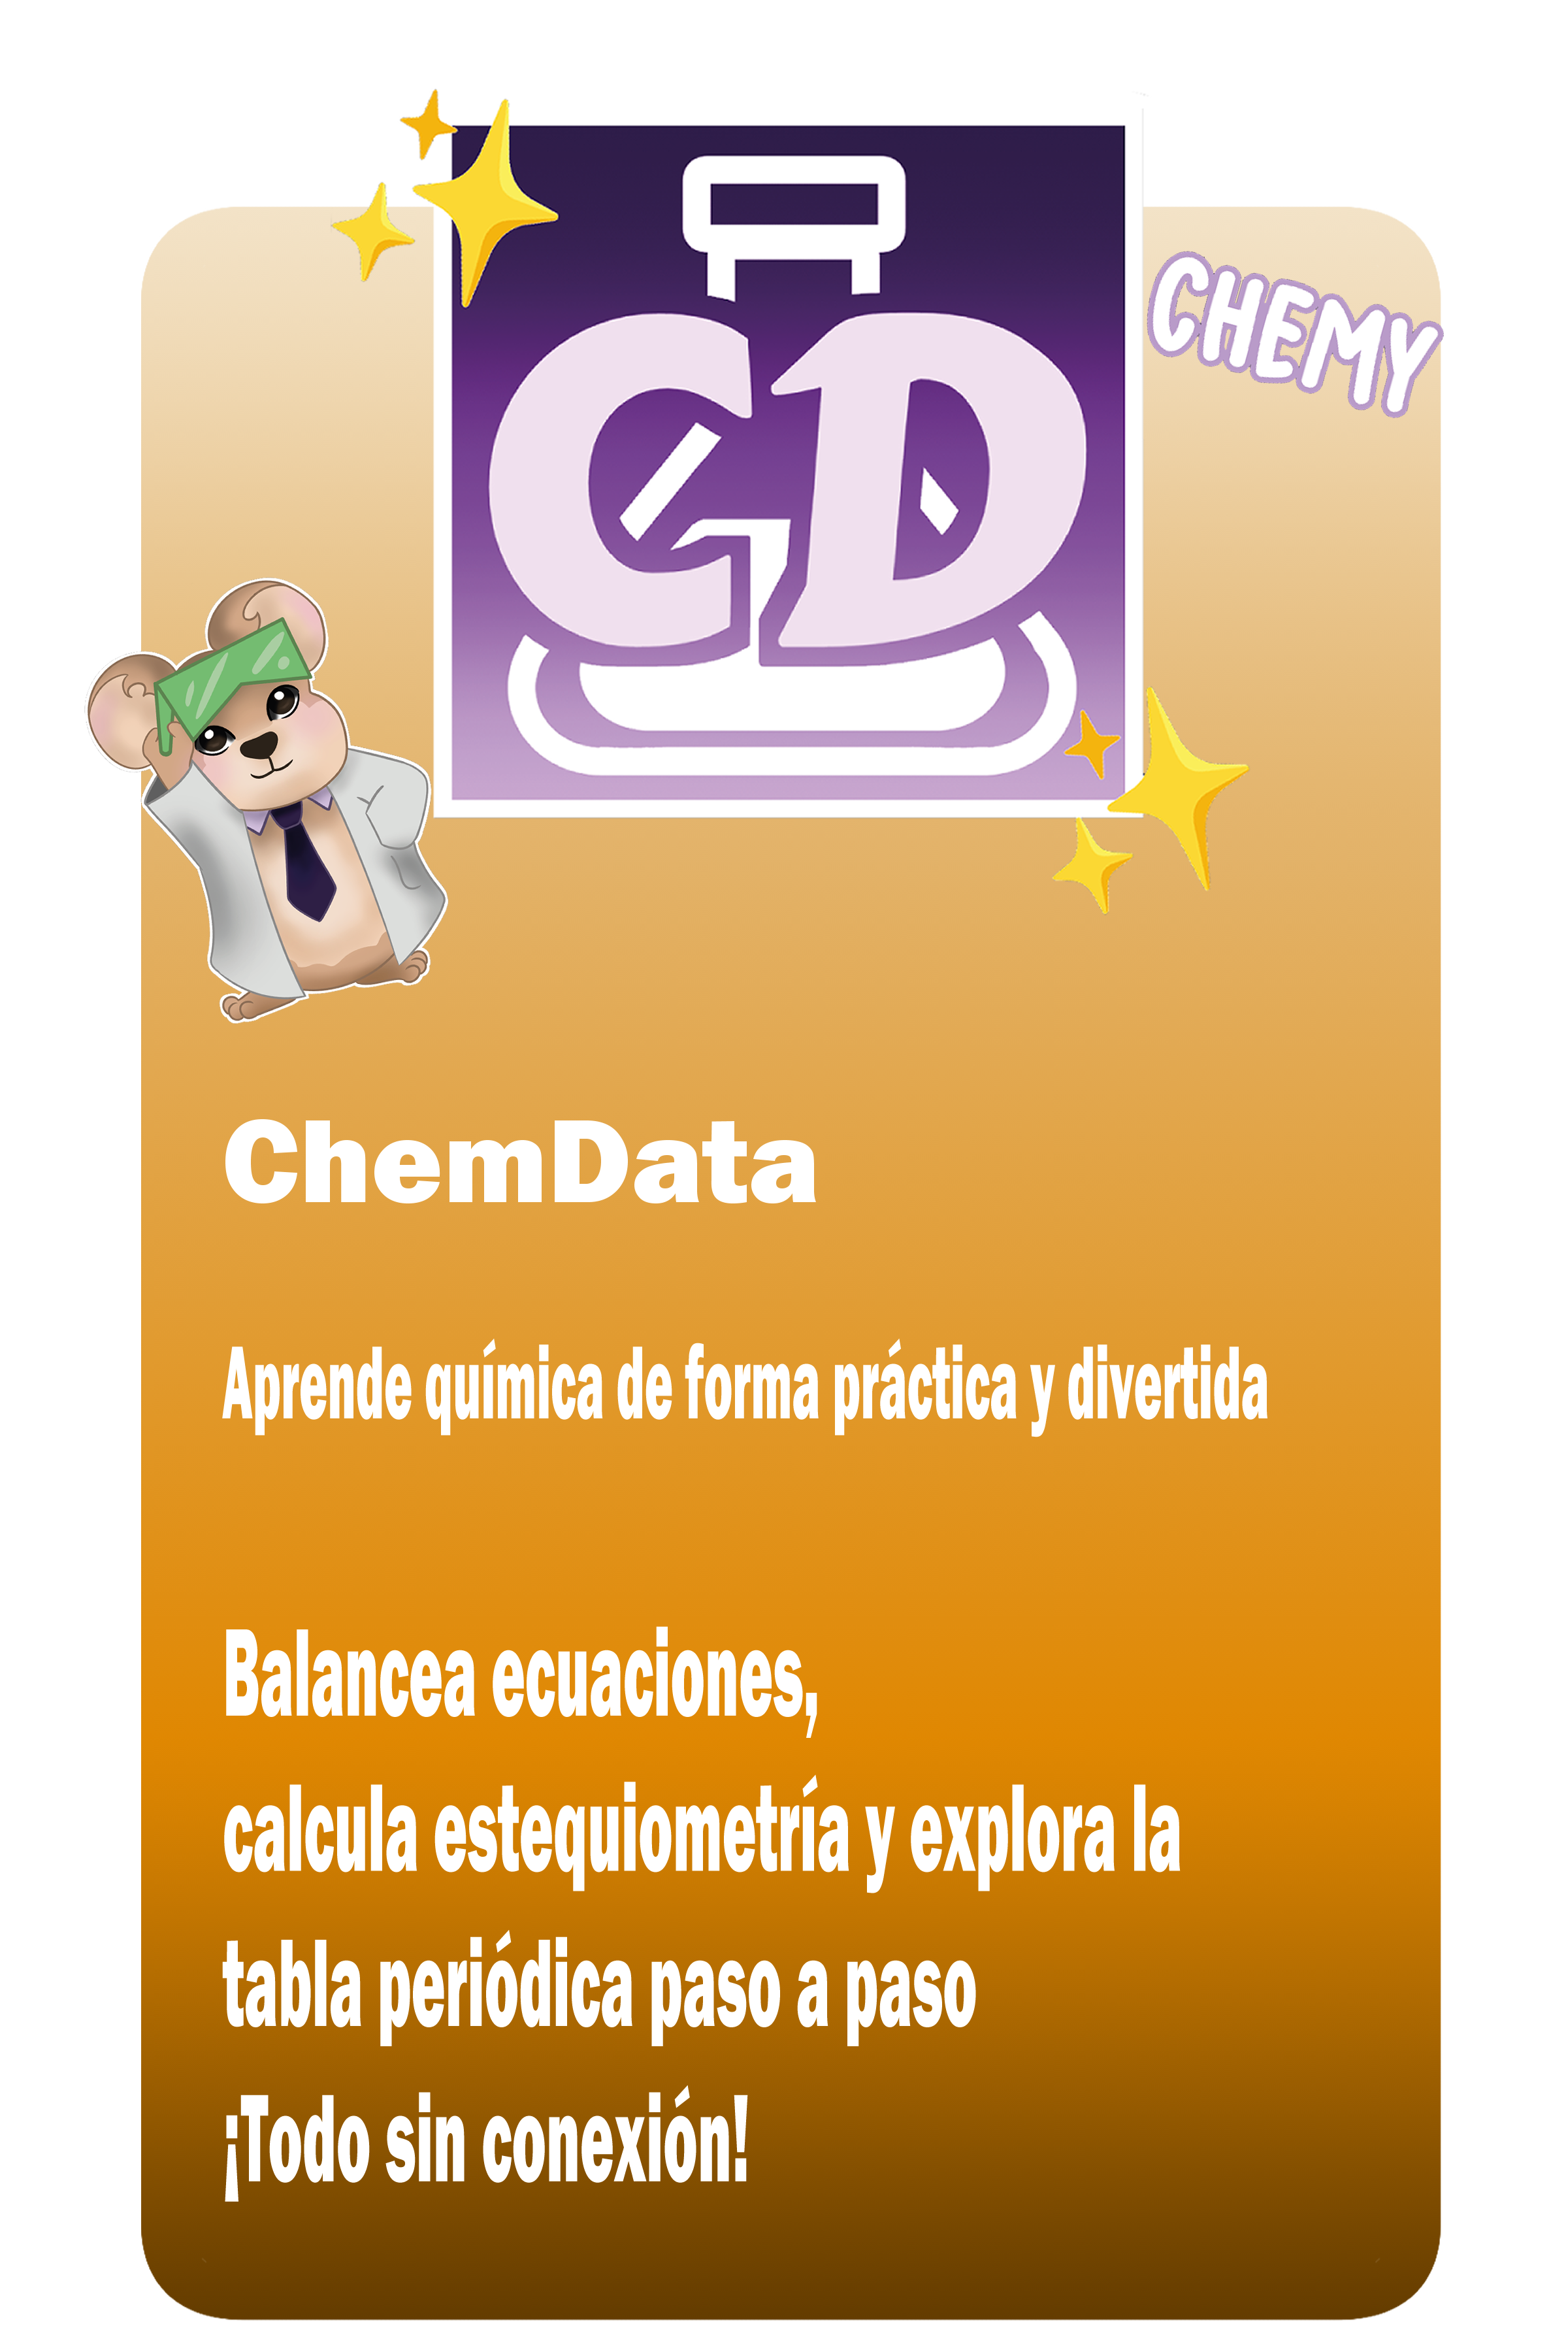 CD
CHEMY
ChemData
Aprende química de forma práctica y divertida
Balancea ecuaciones,
calcula estequiometría y explora la
tabla periódica paso a paso
¡Todo sin conexión!